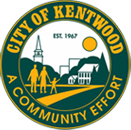 CITY OF KENTWOOD
EST. 1967
A COMMUNITY EFFORT